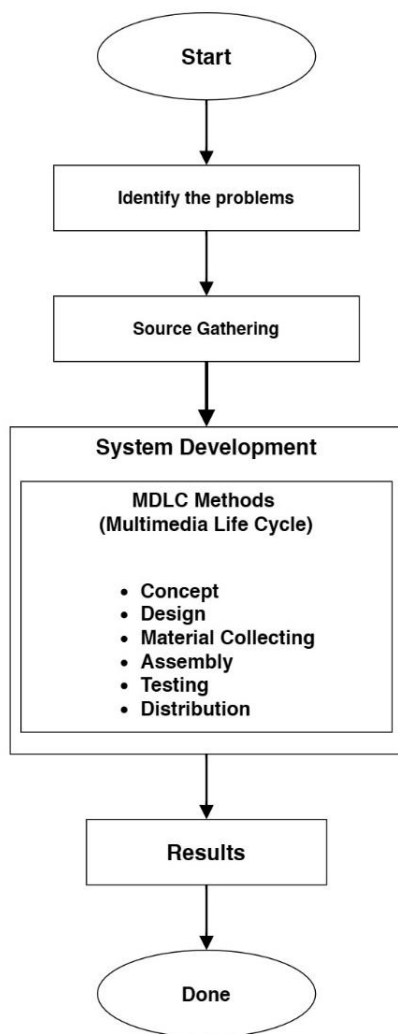 Start
Identify the problems
Source Gathering
System Development
MDLC Methods
(Multimedia Life Cycle)
• Concept
• Design
• Material Collecting
• Assembly
• Testing
• Distribution
Results
Done